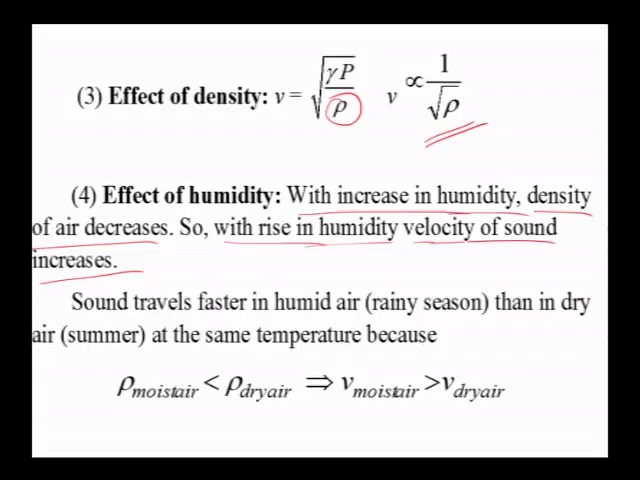 (3) Effect of density: v = √(γP/ρ) v ∝ 1/√ρ
(4) Effect of humidity: With increase in humidity, density
of air decreases. So, with rise in humidity velocity of sound
increases.
Sound travels faster in humid air (rainy season) than in dry
air (summer) at the same temperature because
ρmoistair < ρdryair ⇒ vmoistair > vdryair